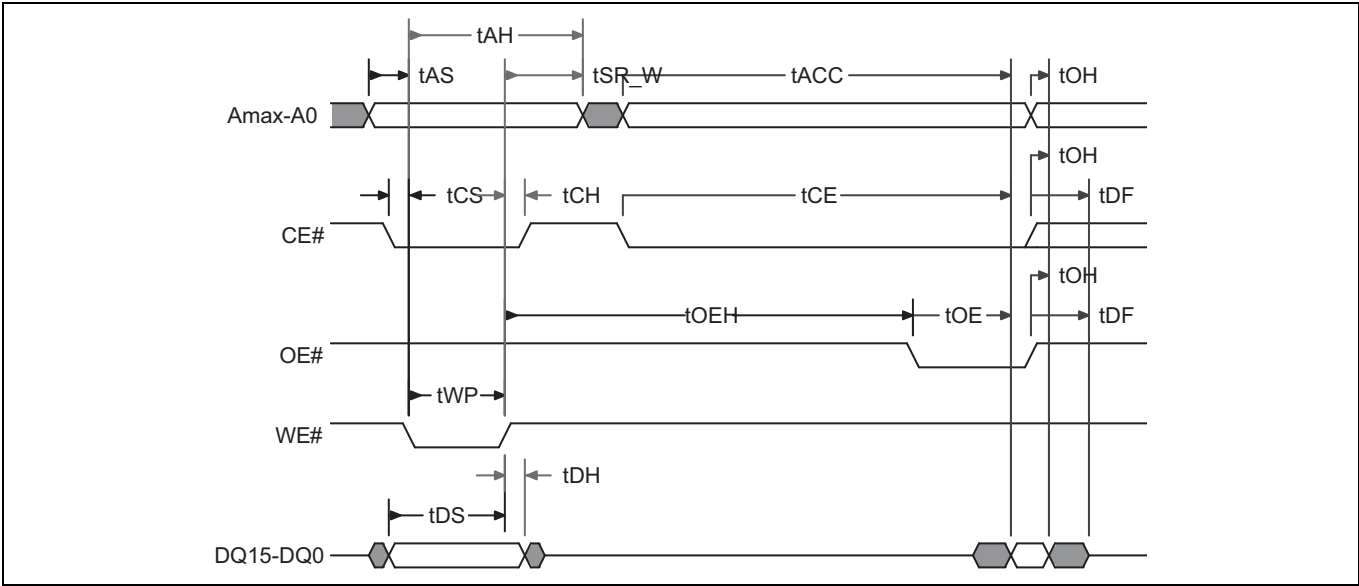 tAH
tAS
tSR_W
tACC
tOH
Amax-A0
tOH
tCS
tCH
tCE
tDF
CE#
tOH
tOEH
tOE
tDF
OE#
tWP
WE#
tDH
tDS
DQ15-DQ0